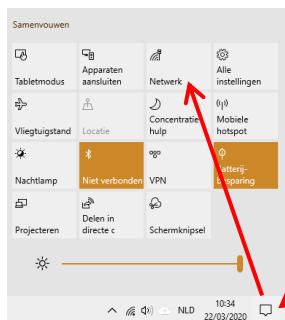 Samenvouwen
Tabletmodus
Apparaten
aansluiten
Netwerk
Alle
instellingen
Vliegtuigstand
Locatie
Concentratie
hulp
Mobiele
hotspot
Nachtlamp
Niet verbonden
VPN
Batterij-
besparing
Projecteren
Delen in
directe c
Schermknipsel
NLD
10:34
22/03/2020